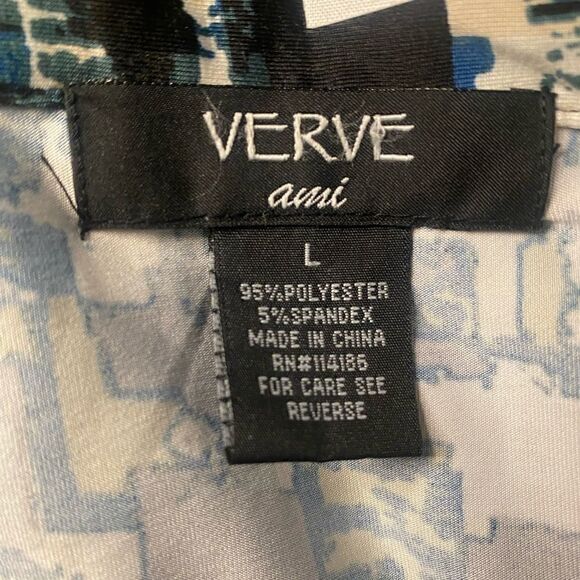 VERVE
ami
L
95%POLYESTER
5%SPANDEX
MADE IN CHINA
RN#114186
FOR CARE SEE
REVERSE